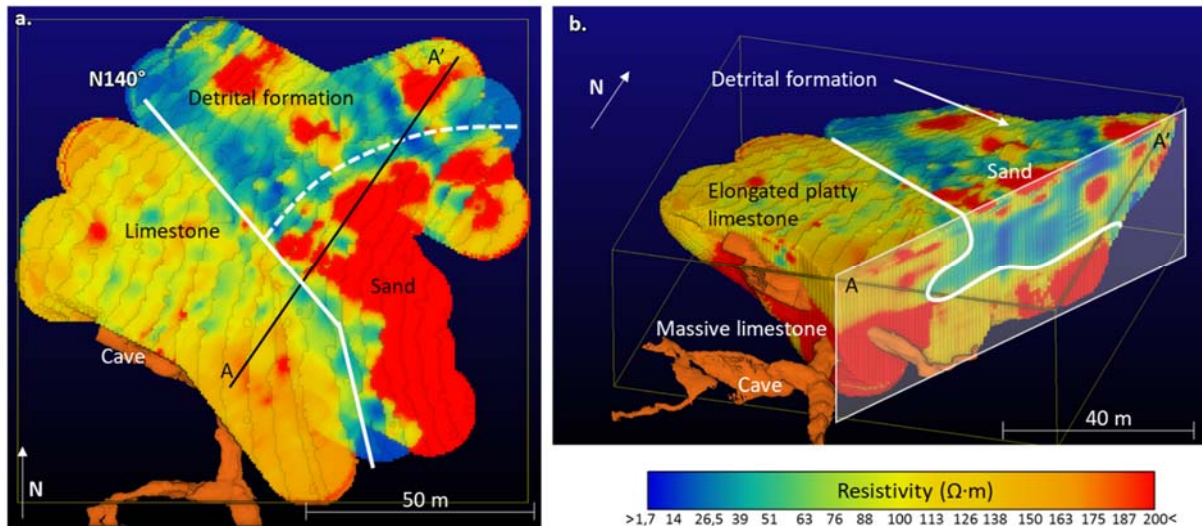 a.
N140°
Detrital formation
A'
Limestone
Sand
Cave
A
N
50 m
b.
N
Detrital formation
A'
Sand
Elongated platty
limestone
A
Massive limestone
Cave
40 m
Resistivity (Ω·m)
>1,7 14 26,5 39 51 63 76 88 100 113 126 138 150 163 175 187 200<